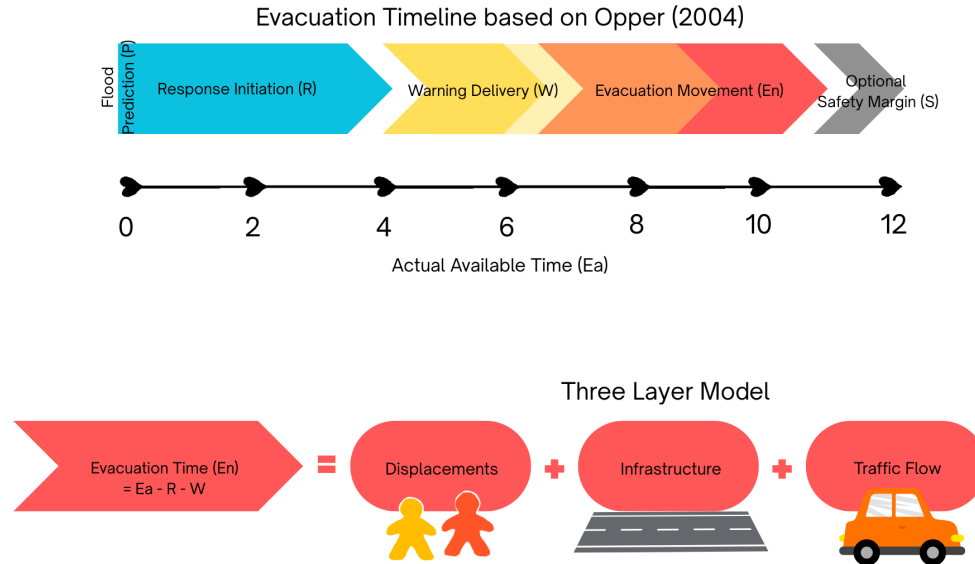 Evacuation Timeline based on Opper (2004)
Flood
Prediction (P)
Response Initiation (R)
Warning Delivery (W)
Evacuation Movement (En)
Optional
Safety Margin (S)
0 2 4 6 8 10 12
Actual Available Time (Ea)
Three Layer Model
Evacuation Time (En)
= Ea - R - W
=
Displacements
+
Infrastructure
+
Traffic Flow